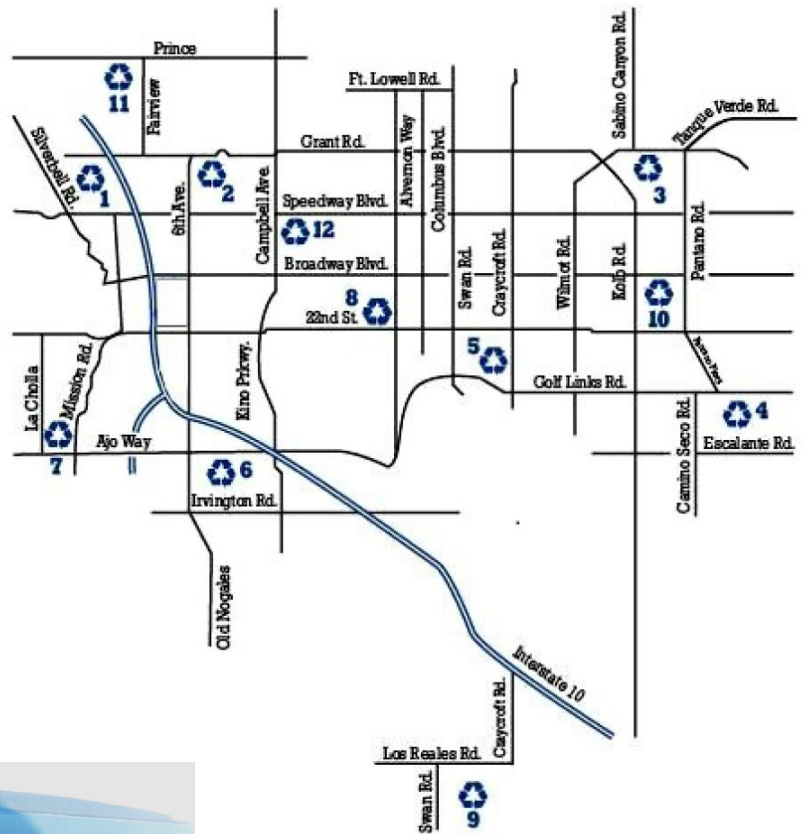 Prince
Sabino Canyon Rd.
Ft. Lowell Rd.
11
Fairview
Tanque Verde Rd.
Silverbell Rd.
Grant Rd.
Alvernon Way
Columbus Blvd.
1
2
3
6th Ave.
Campbell Ave.
Speedway Blvd.
12
Pantano Rd.
Broadway Blvd.
Swan Rd.
Craycroft Rd.
Wilmot Rd.
Kolb Rd.
8
22nd St.
10
5
La Cholla
Mission Rd.
Kino Prkwy.
Golf Links Rd.
Camino Seco Rd.
4
Ajo Way
Escalante Rd.
7
6
Irvington Rd.
Old Nogales
Interstate 10
Craycroft Rd.
Los Reales Rd.
Swan Rd.
9